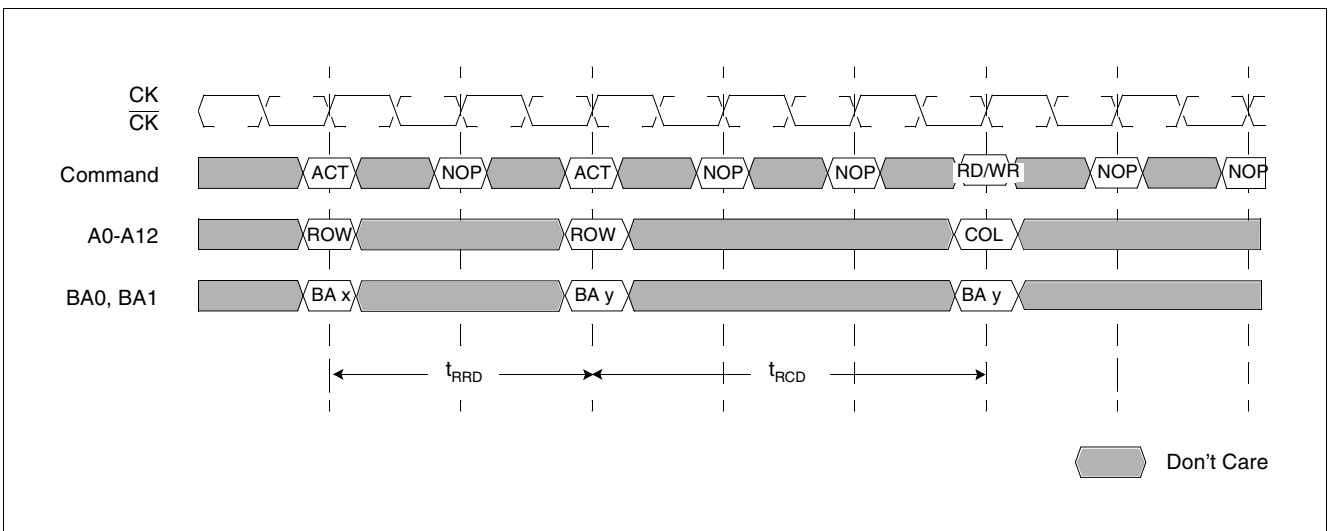 CK
CK
Command ACT NOP ACT NOP NOP RD/WR NOP NOP
A0-A12 ROW ROW COL
BA0, BA1 BA x BA y BA y
tRRD tRCD
Don't Care